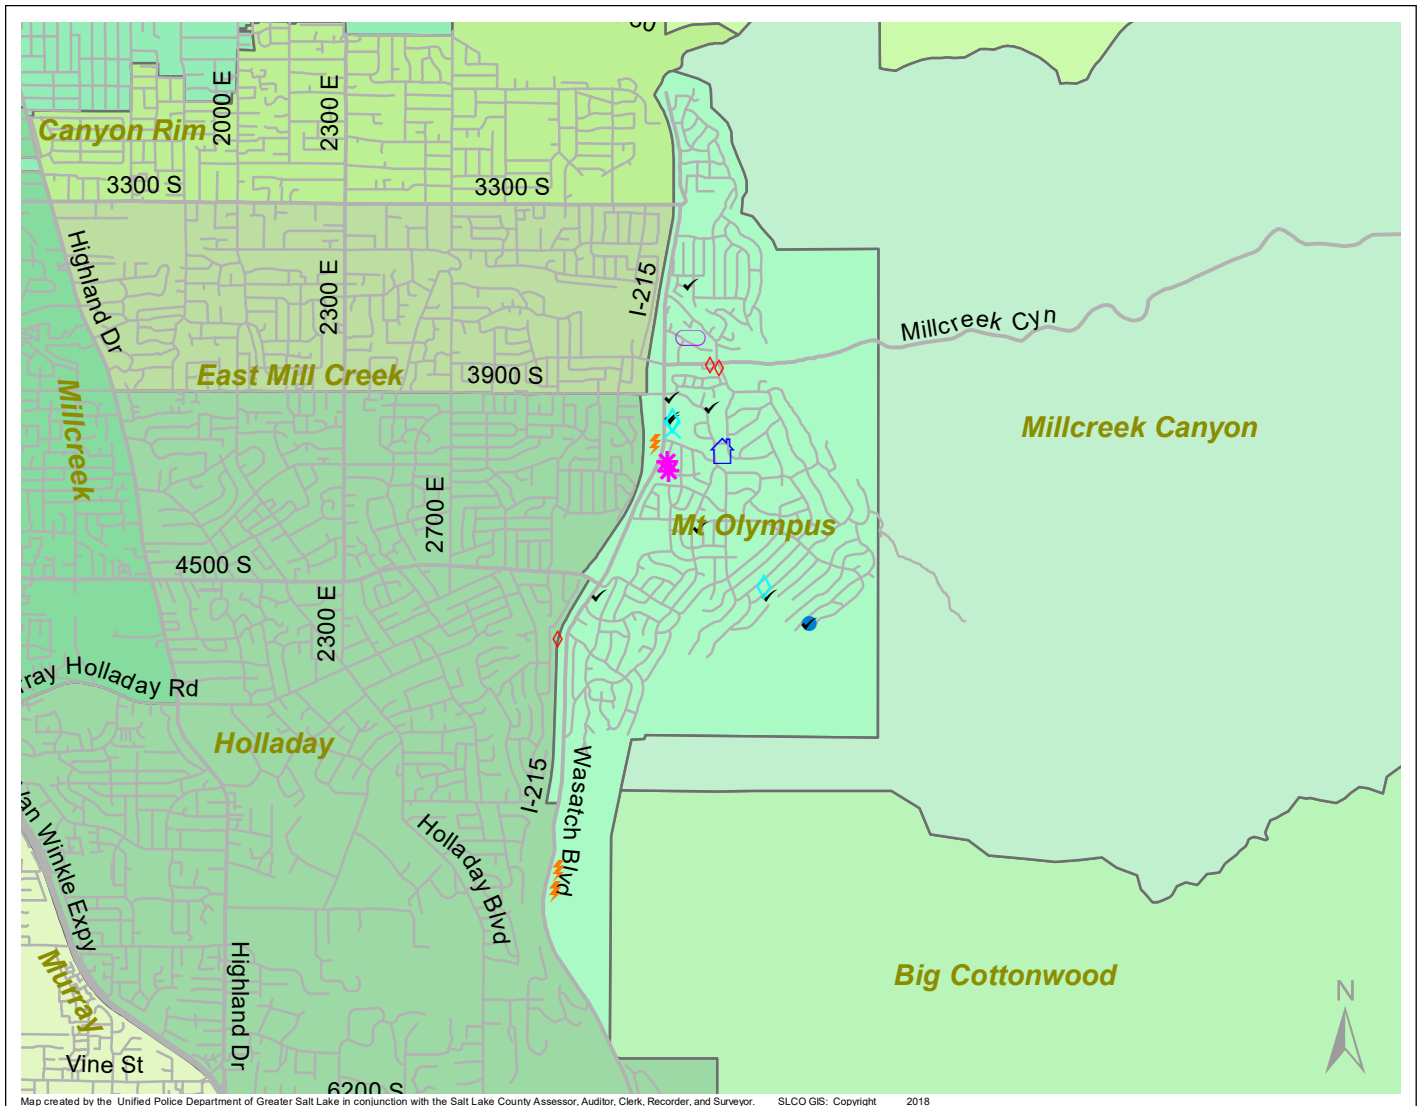 2000 E
2300 E
Canyon Rim
3300 S
3300 S
Highland Dr
2300 E
I-215
Millcreek Cyn
East Mill Creek
3900 S
Millcreek
Millcreek Canyon
2700 E
Mt Olympus
4500 S
2300 E
rray Holladay Rd
Holladay
I-215
Wasatch Blvd
Van Winkle Expy
Holladay Blvd
Highland Dr
Murray
Big Cottonwood
N
Vine St
6200 S
Map created by the Unified Police Department of Greater Salt Lake in conjunction with the Salt Lake County Assessor, Auditor, Clerk, Recorder, and Surveyor. SLCO GIS: Copyright 2018